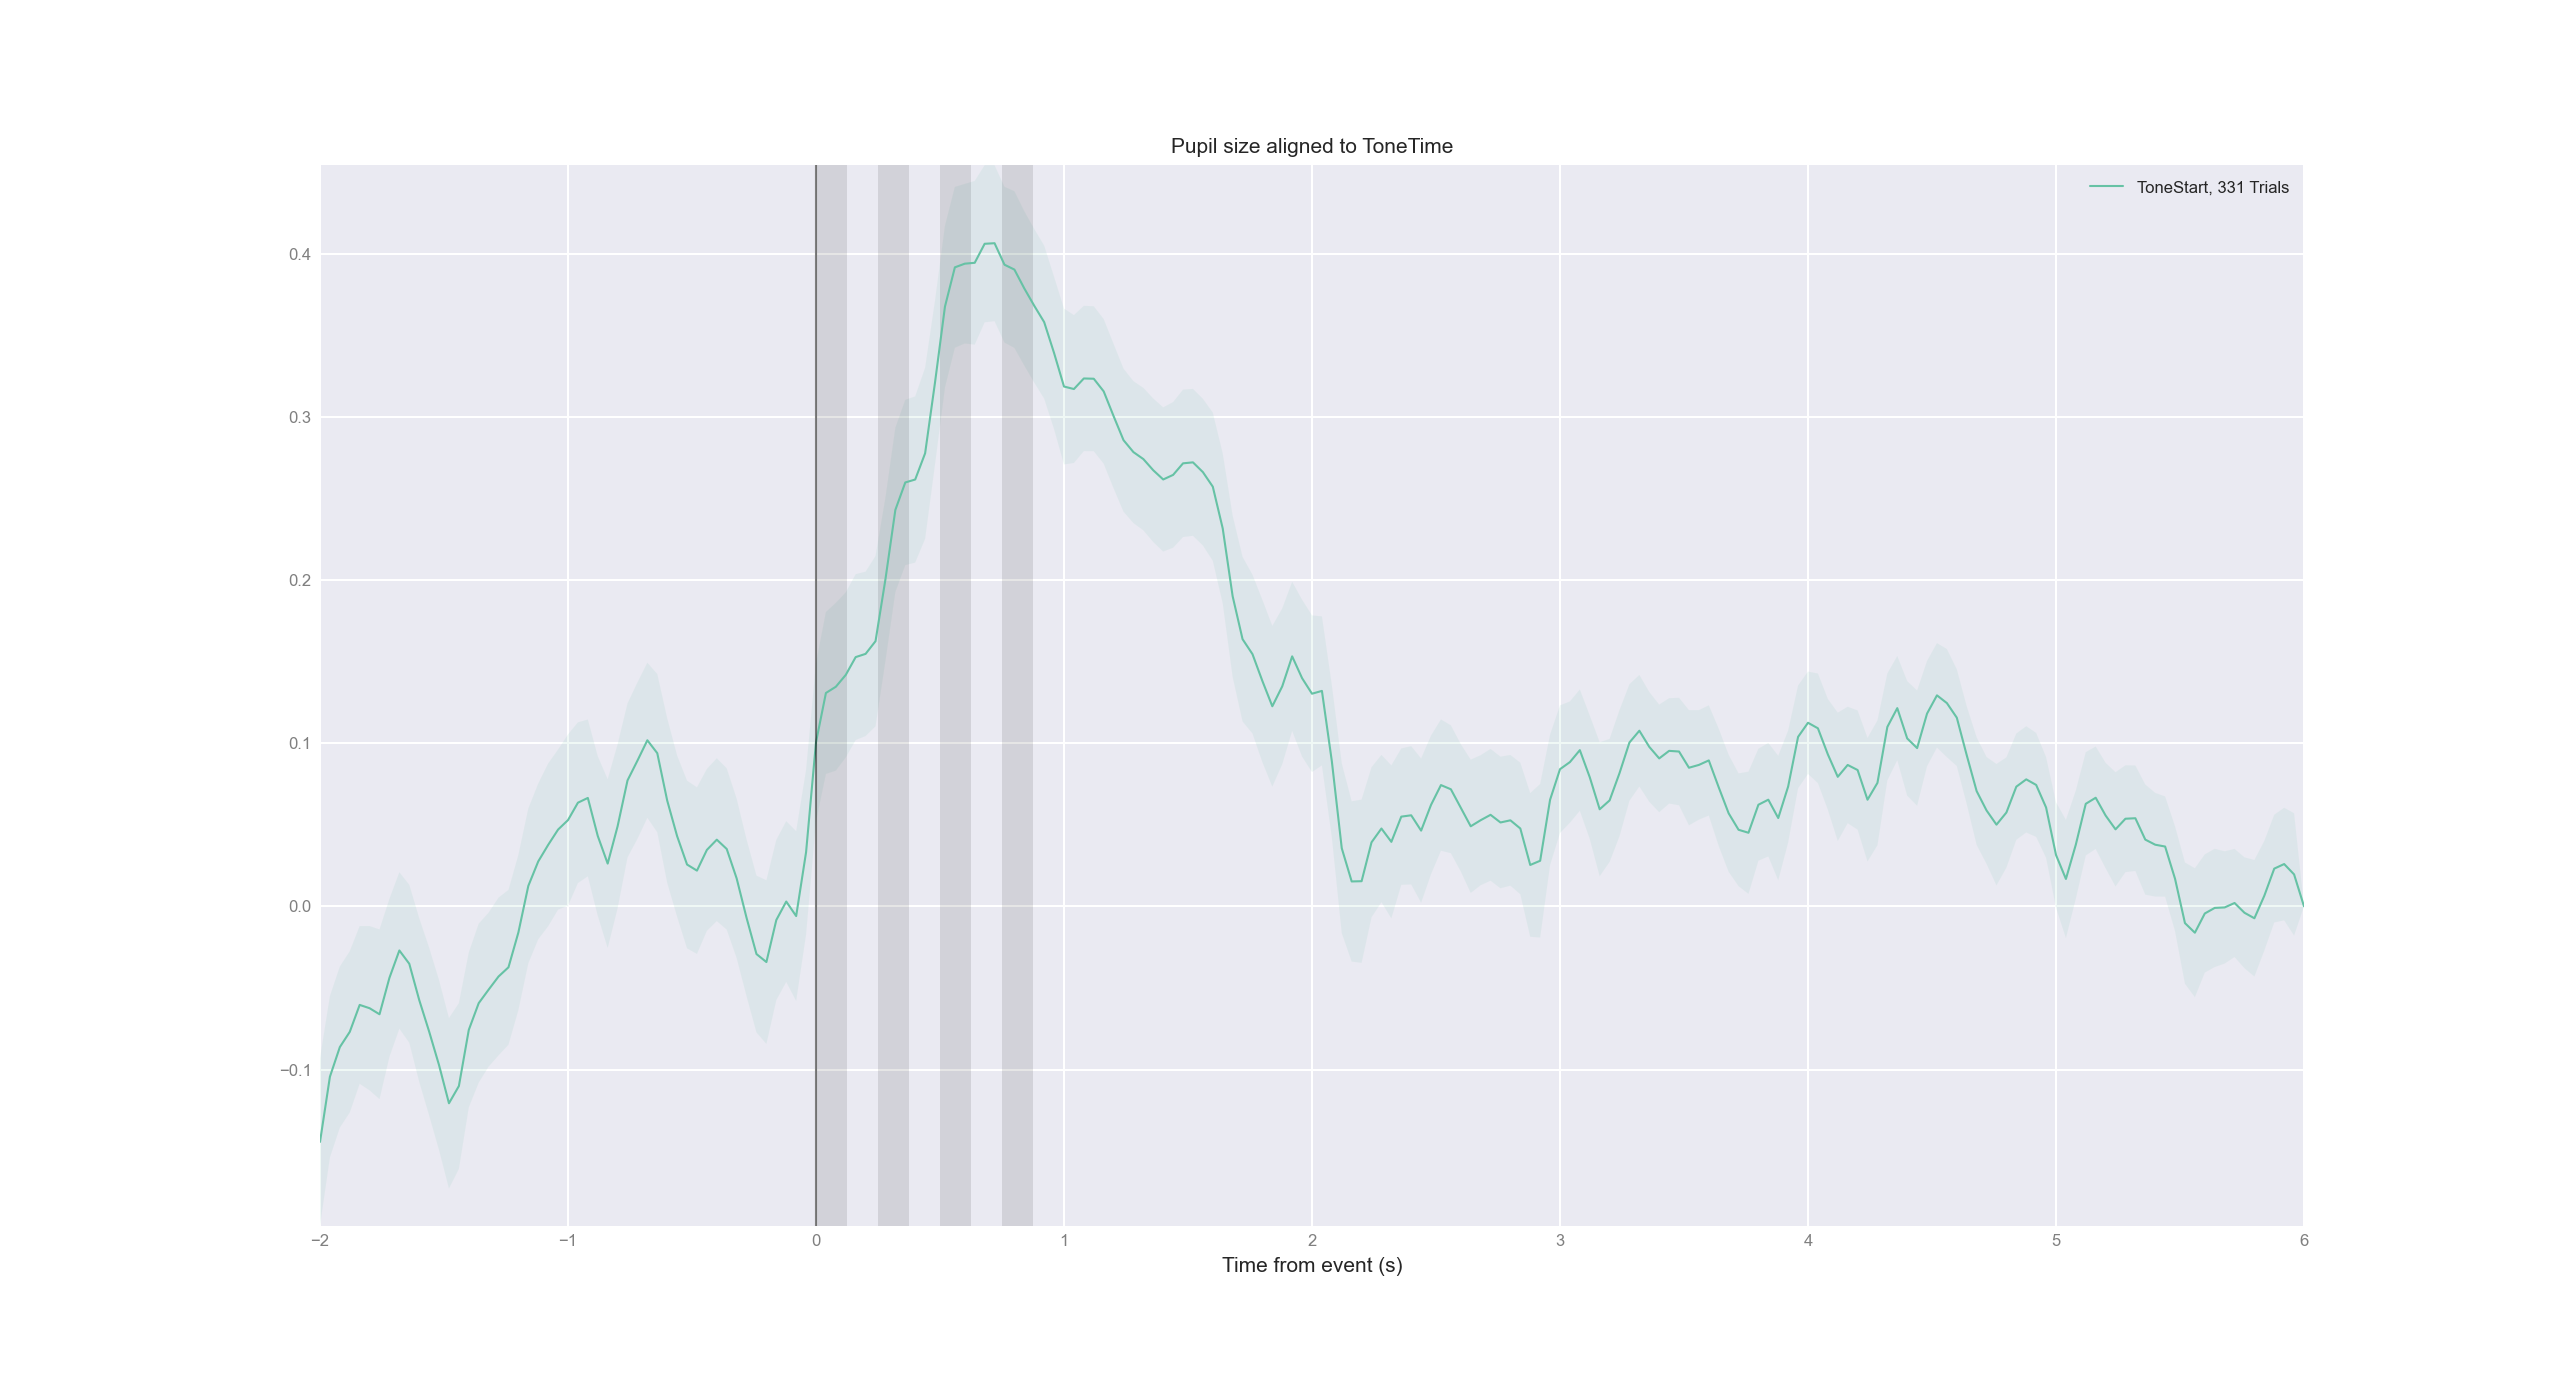 Pupil size aligned to ToneTime
ToneStart, 331 Trials
0.4
0.3
0.2
0.1
0.0
−0.1
−2 −1 0 1 2 3 4 5 6
Time from event (s)